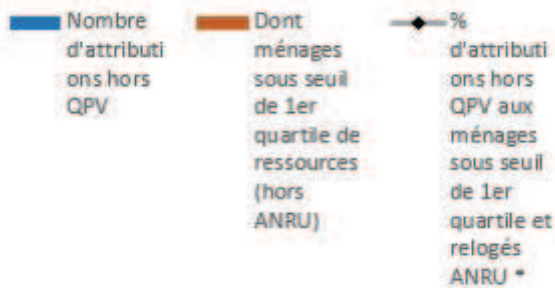 Nombre
d'attributi
ons hors
QPV
Dont
ménages
sous seuil
de 1er
quartile de
ressources
(hors
ANRU)
%
d'attributi
ons hors
QPV aux
ménages
sous seuil
de 1er
quartile et
relogés
ANRU *